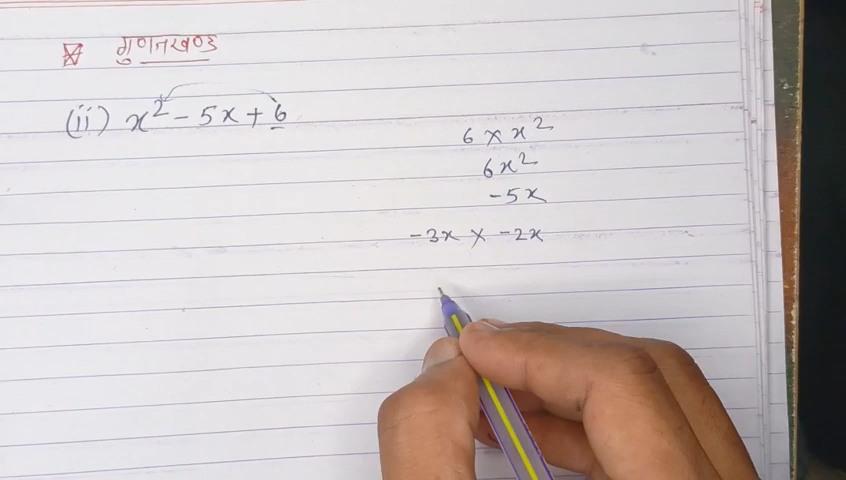 गुणनखण्ड
(ii) x² - 5x + 6
6 × x²
6x²
-5x
-3x × -2x